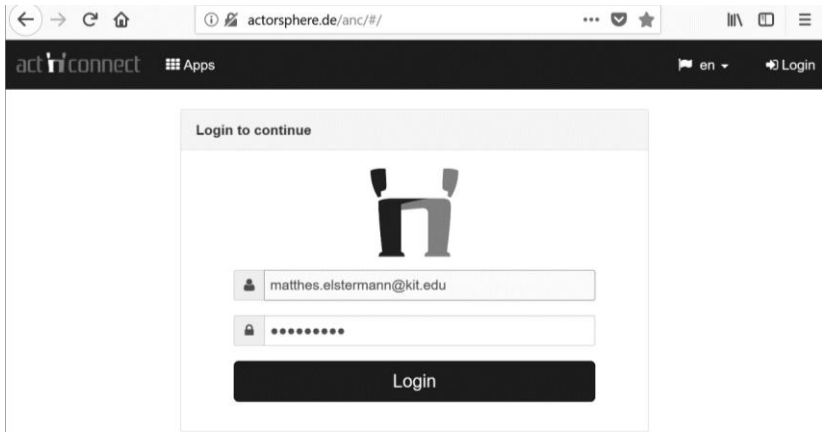 actorsphere.de/anc/#/
act'n'connect Apps en Login
Login to continue
matthes.elstermann@kit.edu
•••••••••
Login